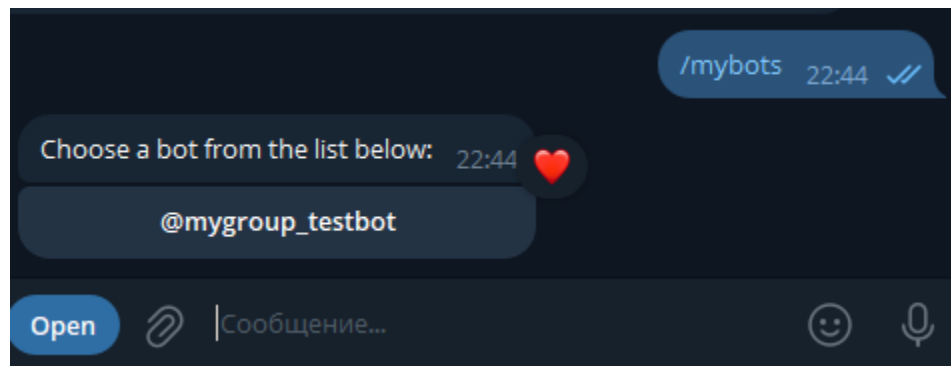 /mybots 22:44
Choose a bot from the list below: 22:44
@mygroup_testbot
Open Сообщение...